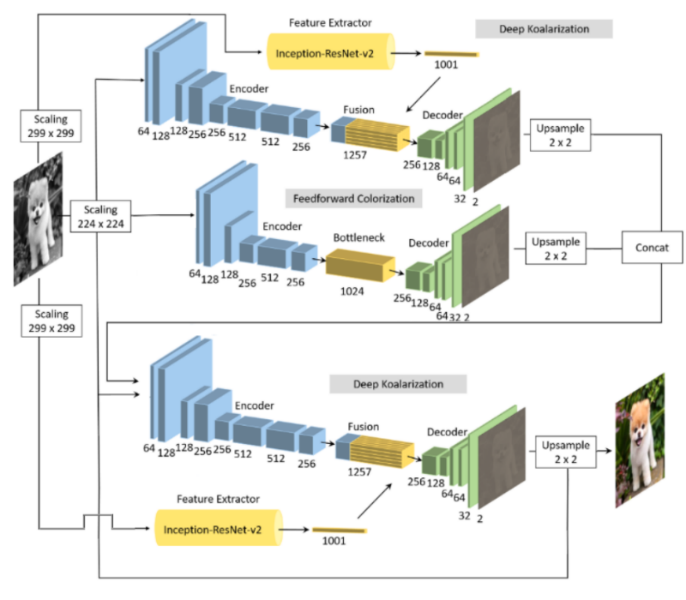 Feature Extractor
Deep Koalarization
Inception-ResNet-v2
1001
Encoder
Fusion
Decoder
Scaling
299 x 299
64 128 128 256 256 512 512 256
1257
256 128 64 64 32 2
Upsample
2 x 2
Scaling
224 x 224
Feedforward Colorization
Encoder
Bottleneck
Decoder
64 128 128 256 512 256
1024
256 128 64 64 32 2
Upsample
2 x 2
Concat
Scaling
299 x 299
Deep Koalarization
Encoder
Fusion
Decoder
64 128 128 256 256 512 512 256
1257
256 128 64 64 32 2
Upsample
2 x 2
Feature Extractor
Inception-ResNet-v2
1001